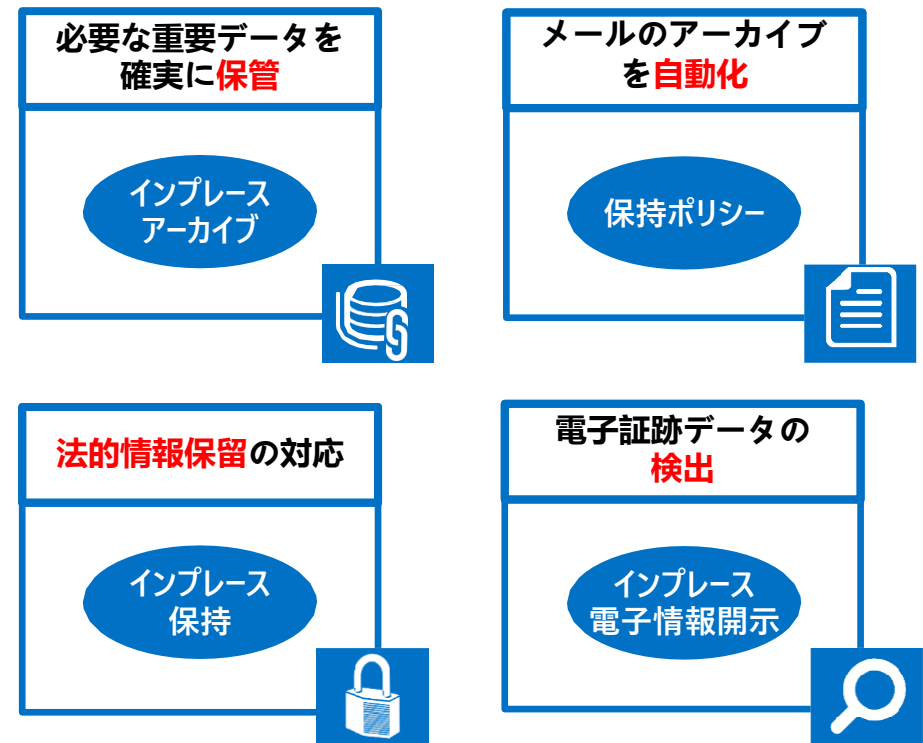 必要な重要データを
確実に保管
インプレース
アーカイブ
メールのアーカイブ
を自動化
保持ポリシー
法的情報保留の対応
インプレース
保持
電子証跡データの
検出
インプレース
電子情報開示